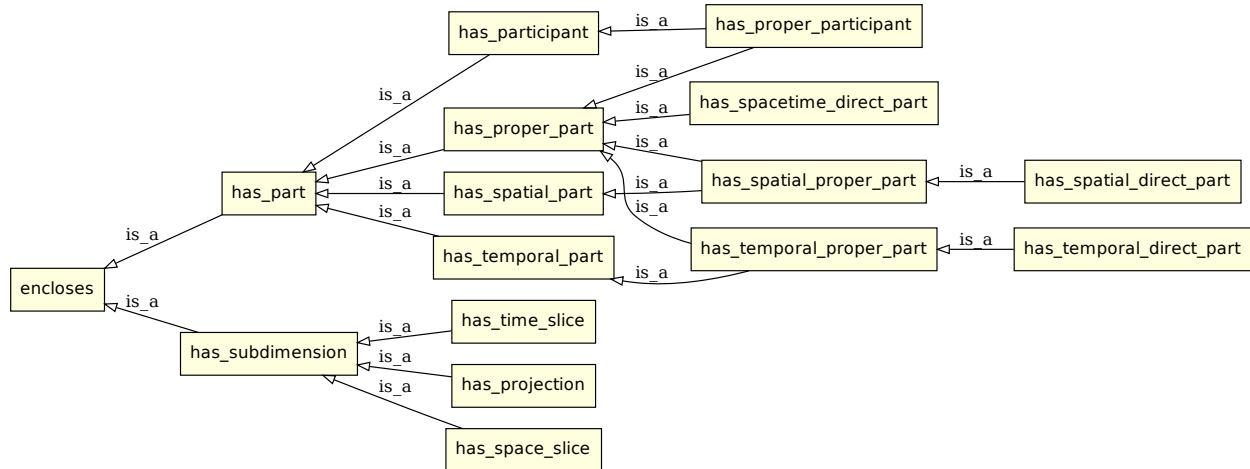 has_participant
is_a
has_proper_participant
is_a
is_a
has_proper_part
is_a
has_spacetime_direct_part
is_a
has_part
is_a
has_spatial_part
is_a
is_a
has_spatial_proper_part
is_a
has_spatial_direct_part
is_a
is_a
has_temporal_part
is_a
has_temporal_proper_part
is_a
has_temporal_direct_part
is_a
encloses
is_a
has_subdimension
is_a
has_time_slice
is_a
has_projection
is_a
has_space_slice